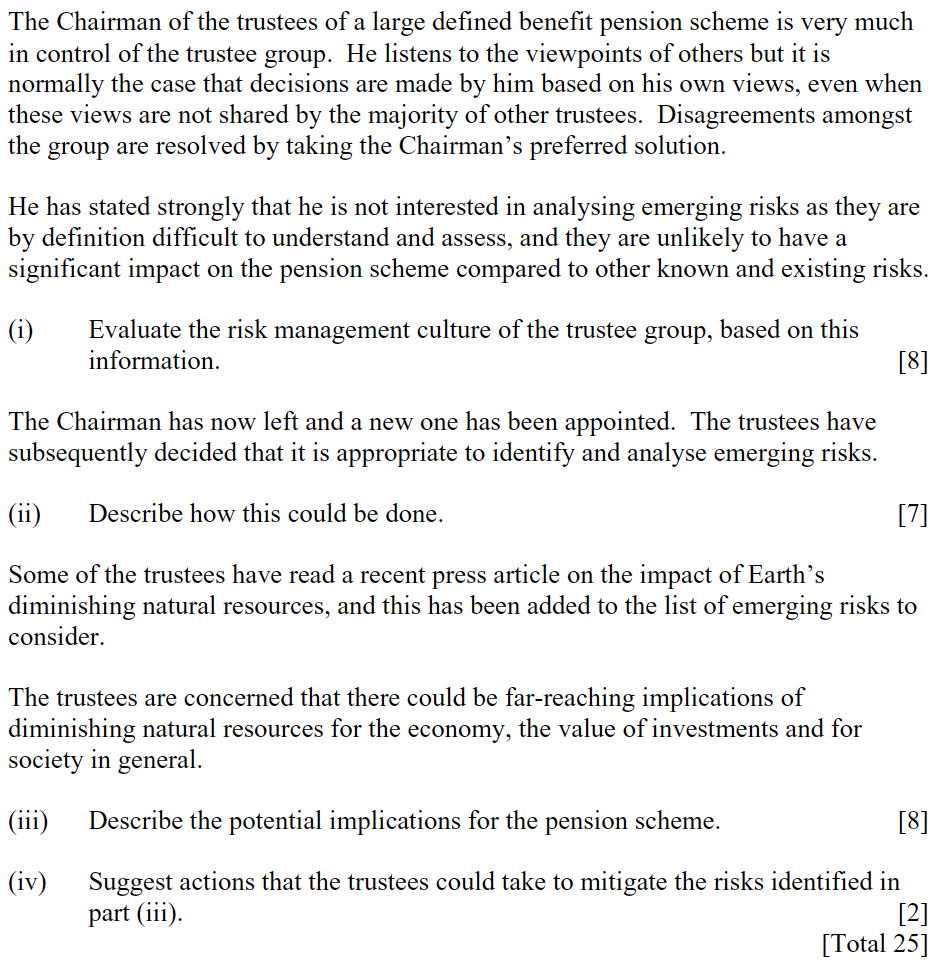 The Chairman of the trustees of a large defined benefit pension scheme is very much
in control of the trustee group.  He listens to the viewpoints of others but it is
normally the case that decisions are made by him based on his own views, even when
these views are not shared by the majority of other trustees.  Disagreements amongst
the group are resolved by taking the Chairman’s preferred solution.
He has stated strongly that he is not interested in analysing emerging risks as they are
by definition difficult to understand and assess, and they are unlikely to have a
significant impact on the pension scheme compared to other known and existing risks.
(i) Evaluate the risk management culture of the trustee group, based on this
information. [8]
The Chairman has now left and a new one has been appointed.  The trustees have
subsequently decided that it is appropriate to identify and analyse emerging risks.
(ii) Describe how this could be done. [7]
Some of the trustees have read a recent press article on the impact of Earth’s
diminishing natural resources, and this has been added to the list of emerging risks to
consider.
The trustees are concerned that there could be far-reaching implications of
diminishing natural resources for the economy, the value of investments and for
society in general.
(iii) Describe the potential implications for the pension scheme. [8]
(iv) Suggest actions that the trustees could take to mitigate the risks identified in
part (iii). [2]
[Total 25]